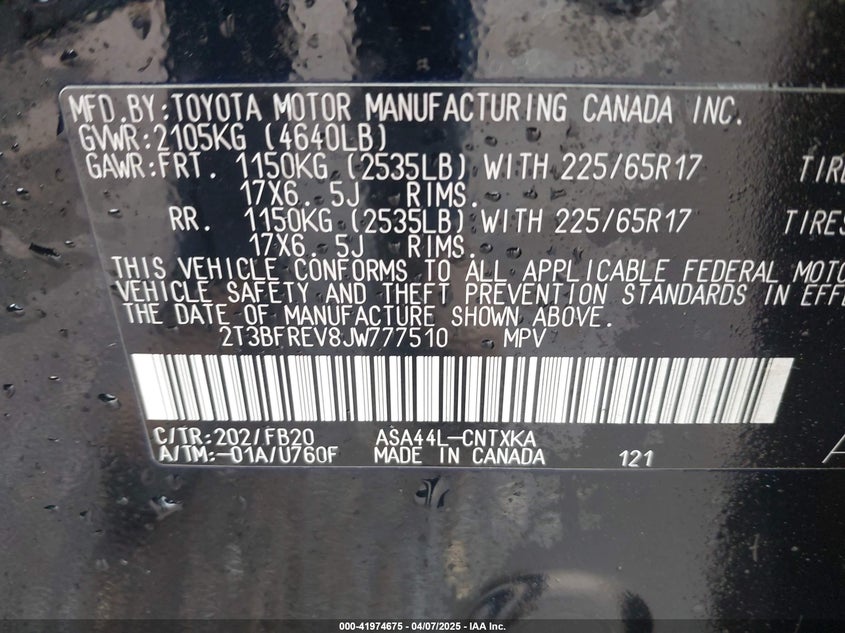 MFD.BY:TOYOTA MOTOR MANUFACTURING CANADA INC.
GVWR:2105KG (4640LB)
GAWR:FRT. 1150KG (2535LB) WITH 225/65R17 TIRE
17X6. 5J RIMS.
RR. 1150KG (2535LB) WITH 225/65R17 TIRES
17X6. 5J RIMS.
THIS VEHICLE CONFORMS TO ALL APPLICABLE FEDERAL MOTO
VEHICLE SAFETY AND THEFT PREVENTION STANDARDS IN EFFE
THE DATE OF MANUFACTURE SHOWN ABOVE.
2T3BFREV8JW777510 MPV
C/TR:202/FB20 ASA44L-CNTXKA
A/TM:-01A/U760F MADE IN CANADA 121 A
000-41974675 04/07/2025 - IAA Inc.